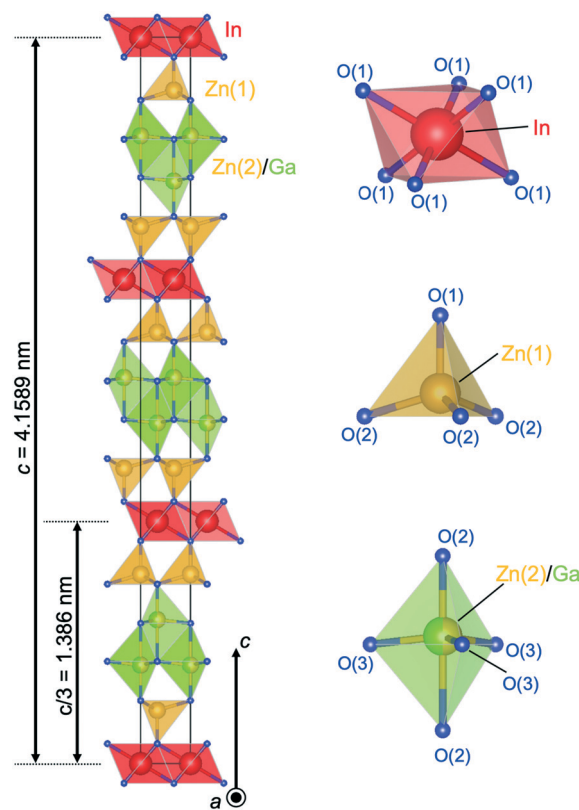 In
Zn(1)
Zn(2)/Ga
c = 4.1589 nm
c/3 = 1.386 nm
c
a
O(1)
O(1)
O(1)
In
O(1)
O(1)
O(1)
O(1)
Zn(1)
O(2)
O(2)
O(2)
O(2)
Zn(2)/Ga
O(3)
O(3)
O(3)
O(2)